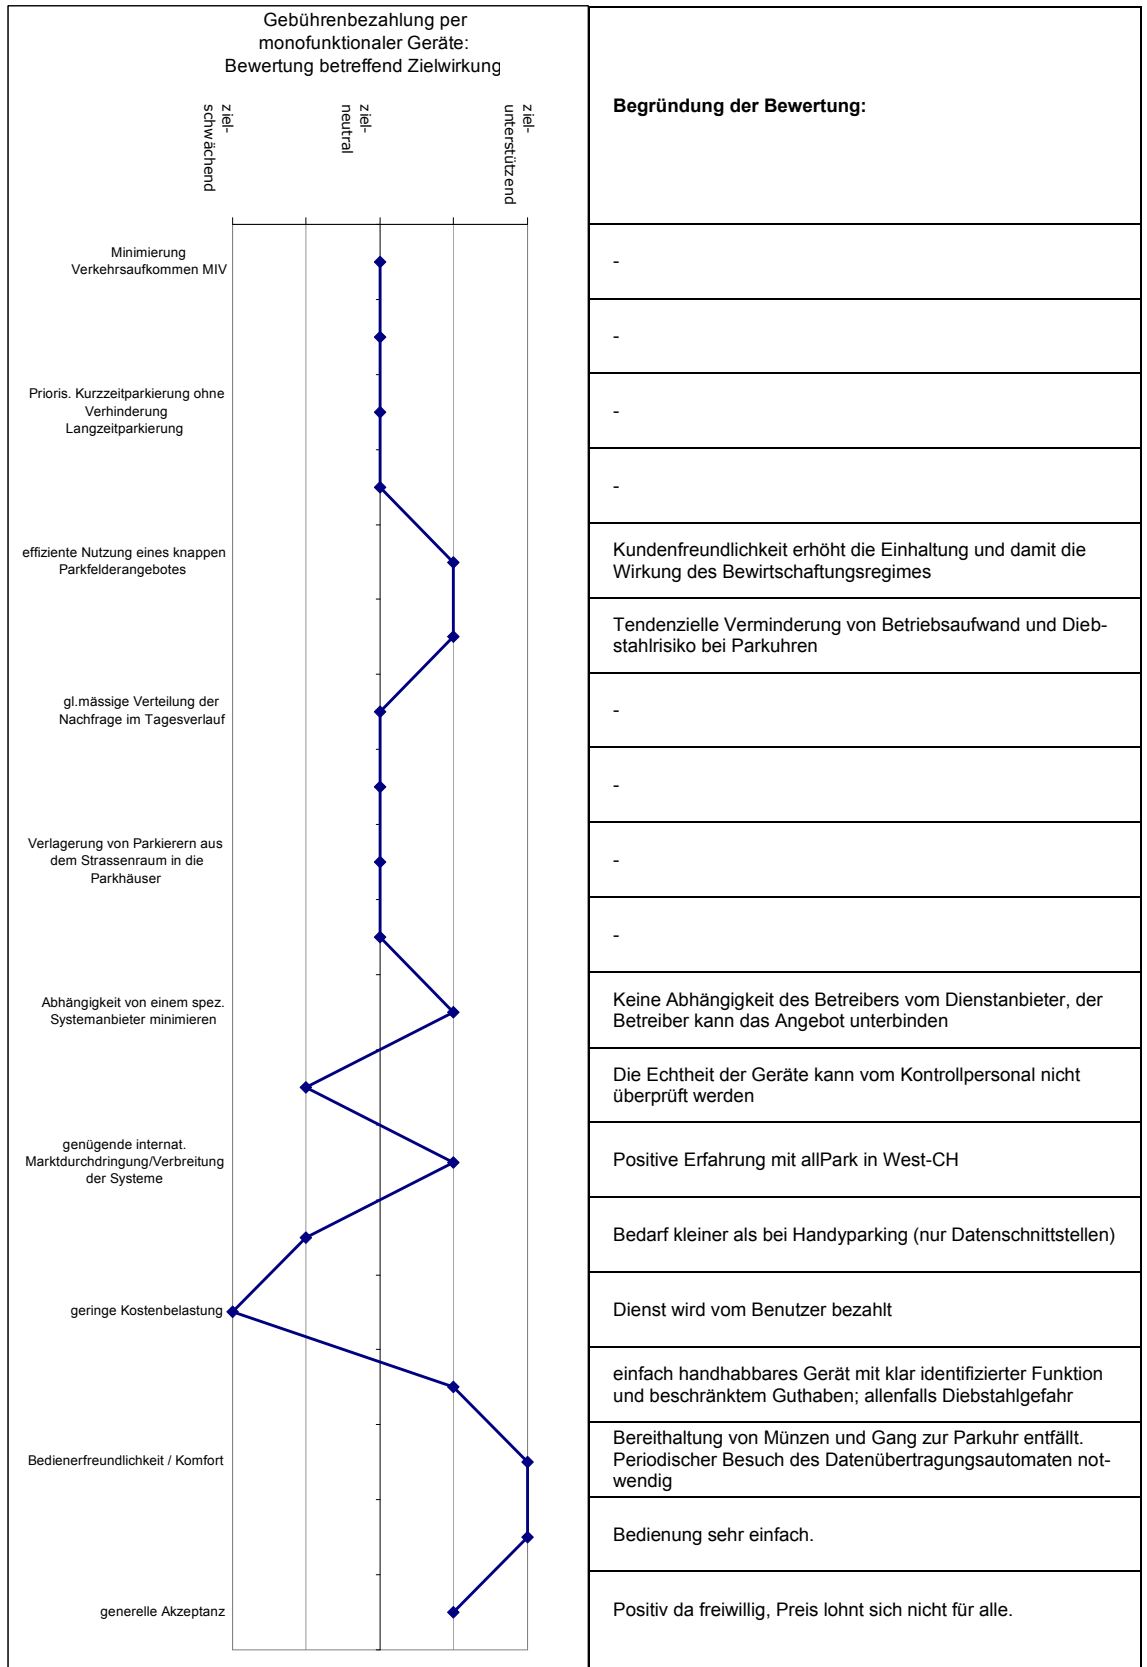 Gebührenbezahlung per
monofunktionaler Geräte:
Bewertung betreffend Zielwirkung
ziel-
schwächend
ziel-
neutral
ziel-
unterstützend
Begründung der Bewertung:
Minimierung
Verkehrsaufkommen MIV
-
-
Prioris. Kurzzeitparkierung ohne
Verhinderung
Langzeitparkierung
-
-
effiziente Nutzung eines knappen
Parkfelderangebotes
Kundenfreundlichkeit erhöht die Einhaltung und damit die
Wirkung des Bewirtschaftungsregimes
Tendenzielle Verminderung von Betriebsaufwand und Dieb-
stahlrisiko bei Parkuhren
gl.mässige Verteilung der
Nachfrage im Tagesverlauf
-
-
Verlagerung von Parkierern aus
dem Strassenraum in die
Parkhäuser
-
-
Abhängigkeit von einem spez.
Systemanbieter minimieren
Keine Abhängigkeit des Betreibers vom Dienstanbieter, der
Betreiber kann das Angebot unterbinden
Die Echtheit der Geräte kann vom Kontrollpersonal nicht
überprüft werden
genügende internat.
Marktdurchdringung/Verbreitung
der Systeme
Positive Erfahrung mit allPark in West-CH
Bedarf kleiner als bei Handyparking (nur Datenschnittstellen)
geringe Kostenbelastung
Dienst wird vom Benutzer bezahlt
einfach handhabbares Gerät mit klar identifizierter Funktion
und beschränktem Guthaben; allenfalls Diebstahlgefahr
Bedienerfreundlichkeit / Komfort
Bereithaltung von Münzen und Gang zur Parkuhr entfällt.
Periodischer Besuch des Datenübertragungsautomaten not-
wendig
Bedienung sehr einfach.
generelle Akzeptanz
Positiv da freiwillig, Preis lohnt sich nicht für alle.